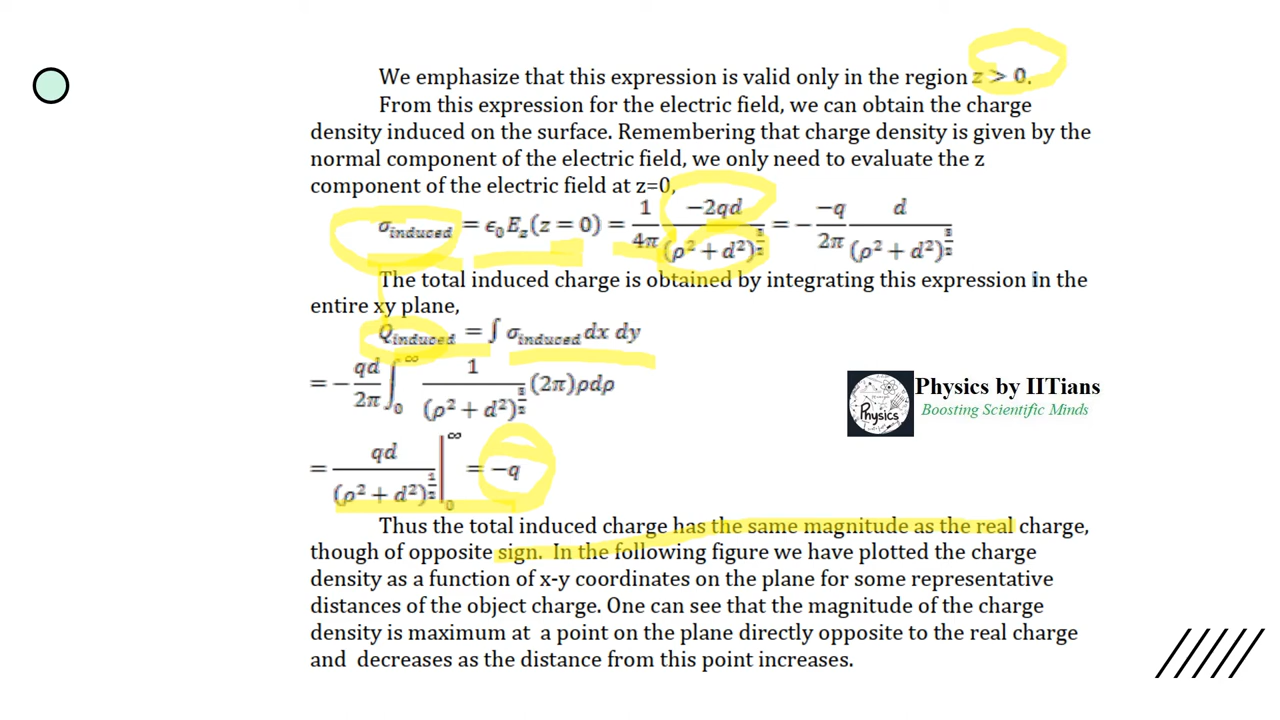 We emphasize that this expression is valid only in the region z > 0.
From this expression for the electric field, we can obtain the charge
density induced on the surface. Remembering that charge density is given by the
normal component of the electric field, we only need to evaluate the z
component of the electric field at z=0,
σ_induced = ϵ₀E_z(z = 0) = 1/4π −2qd/(ρ² + d²)^(3/2) = − −q/2π d/(ρ² + d²)^(3/2)
The total induced charge is obtained by integrating this expression in the
entire xy plane,
Q_induced = ∫ σ_induced dx dy
= − qd/2π ∫₀^∞ 1/(ρ² + d²)^(3/2) (2π)ρdρ
Physics by IITians
Boosting Scientific Minds
Physics
= qd/(ρ² + d²)^(1/2) |₀^∞ = −q
Thus the total induced charge has the same magnitude as the real charge,
though of opposite sign. In the following figure we have plotted the charge
density as a function of x-y coordinates on the plane for some representative
distances of the object charge. One can see that the magnitude of the charge
density is maximum at a point on the plane directly opposite to the real charge
and decreases as the distance from this point increases.